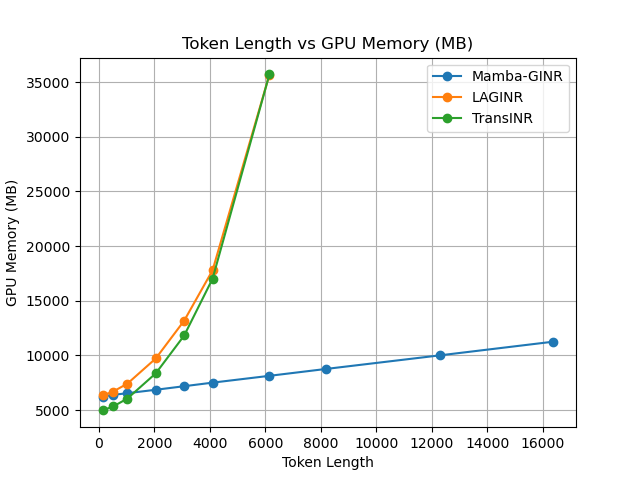 Token Length vs GPU Memory (MB)
Mamba-GINR
LAGINR
TransINR
GPU Memory (MB)
35000
30000
25000
20000
15000
10000
5000
0 2000 4000 6000 8000 10000 12000 14000 16000
Token Length